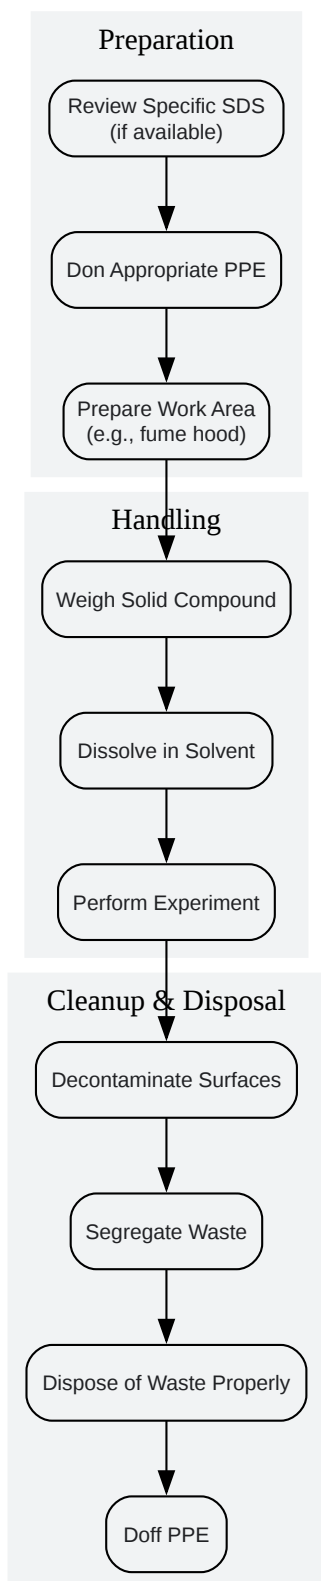 Preparation
Review Specific SDS
(if available)
Don Appropriate PPE
Prepare Work Area
(e.g., fume hood)
Handling
Weigh Solid Compound
Dissolve in Solvent
Perform Experiment
Cleanup & Disposal
Decontaminate Surfaces
Segregate Waste
Dispose of Waste Properly
Doff PPE